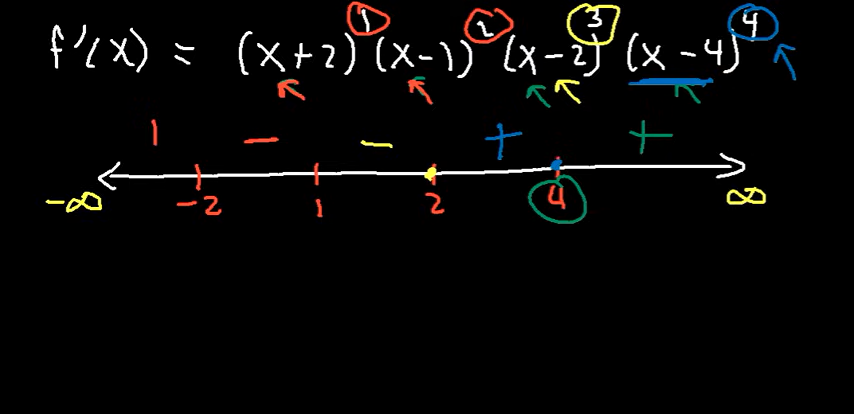 f'(x) = (x+2)¹ (x-1)² (x-2)³ (x-4)⁴
| - - + +
-∞ -2 1 2 4 ∞